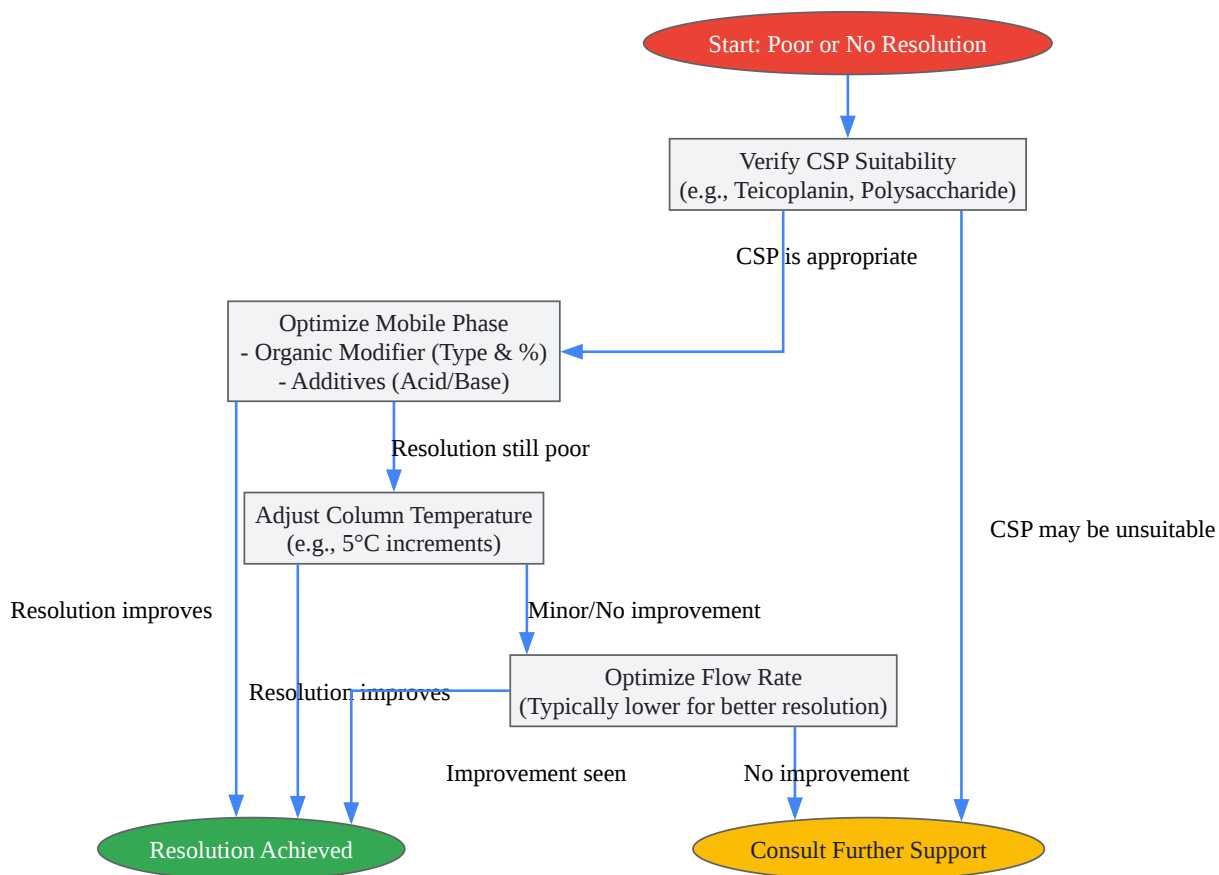 Start: Poor or No Resolution
Verify CSP Suitability
(e.g., Teicoplanin, Polysaccharide)
CSP is appropriate
Optimize Mobile Phase
- Organic Modifier (Type & %)
- Additives (Acid/Base)
Resolution still poor
Adjust Column Temperature
(e.g., 5°C increments)
CSP may be unsuitable
Resolution improves
Minor/No improvement
Optimize Flow Rate
(Typically lower for better resolution)
Resolution improves
Improvement seen
No improvement
Resolution Achieved
Consult Further Support